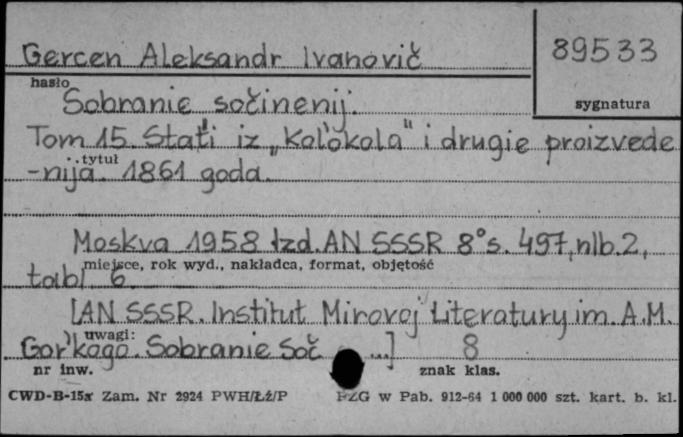 Gercen Aleksandr Ivanovič
89533
hasło
sygnatura
Sobranie sočinenij.
Tom 15. Stat'i iz „Kolokola" i drugie proizvede
-nija. 1861 goda.
tytuł
Moskva 1958 Izd. AN SSSR 8° s. 497, nlb. 2,
miejsce, rok wyd., nakładca, format, objętość
tabl. 6.
[AN SSSR. Institut Mirovoj Literatury im. A.M.
uwagi:
Gor'kogo. Sobranie Soč ...] 8
nr inw.
znak klas.
CWD-B-15x Zam. Nr 2924 PWH/Łż/P PZG w Pab. 912-64 1 000 000 szt. kart. b. kl.